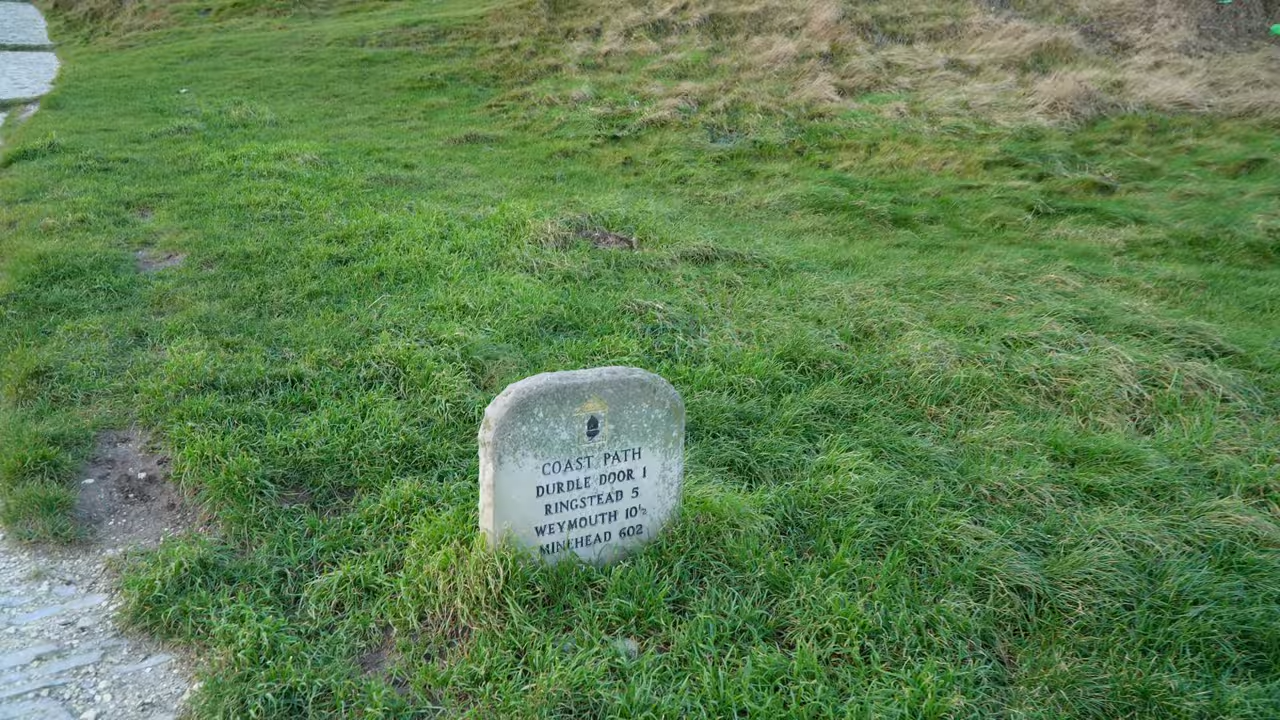 COAST PATH
DURDLE DOOR 1
RINGSTEAD 5
WEYMOUTH 10½
MINEHEAD 602